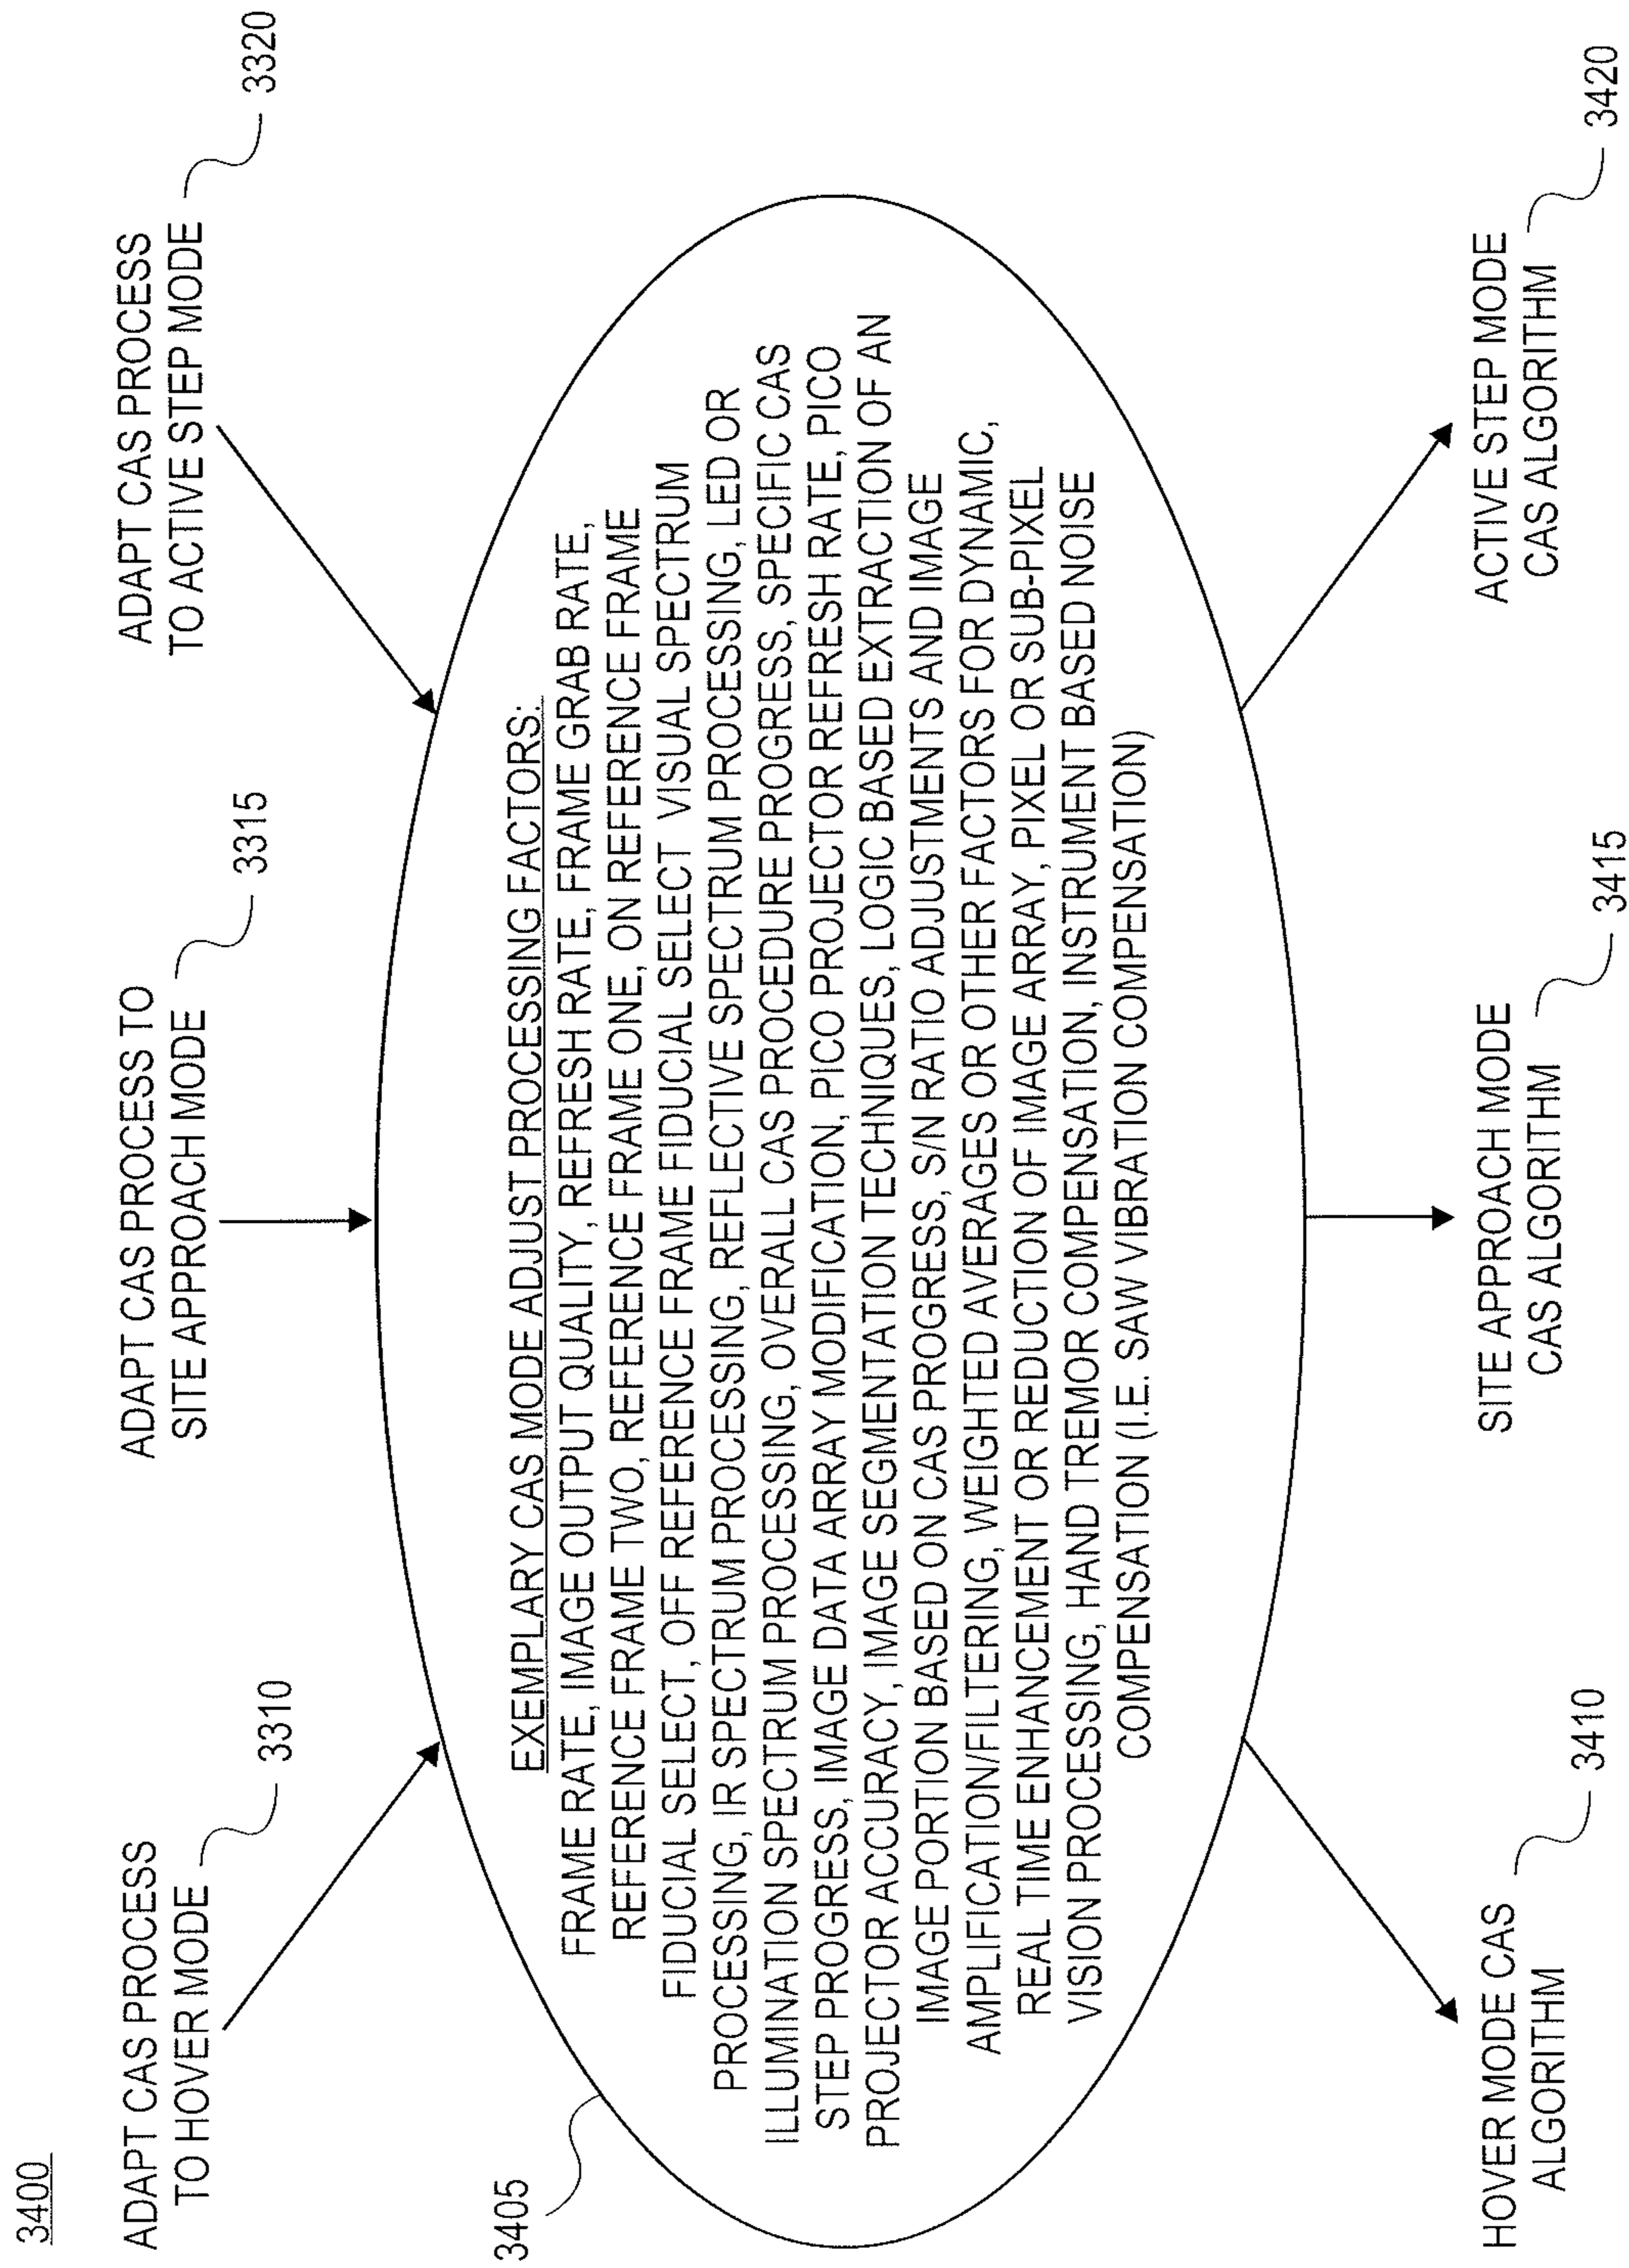 3400
ADAPT CAS PROCESS
TO HOVER MODE
3310
ADAPT CAS PROCESS TO
SITE APPROACH MODE
3315
ADAPT CAS PROCESS
TO ACTIVE STEP MODE
3320
3405
EXEMPLARY CAS MODE ADJUST PROCESSING FACTORS:
FRAME RATE, IMAGE OUTPUT QUALITY, REFRESH RATE, FRAME GRAB RATE,
REFERENCE FRAME TWO, REFERENCE FRAME ONE, ON REFERENCE FRAME
FIDUCIAL SELECT, OFF REFERENCE FRAME FIDUCIAL SELECT VISUAL SPECTRUM
PROCESSING, IR SPECTRUM PROCESSING, REFLECTIVE SPECTRUM PROCESSING, LED OR
ILLUMINATION SPECTRUM PROCESSING, OVERALL CAS PROCEDURE PROGRESS, SPECIFIC CAS
STEP PROGRESS, IMAGE DATA ARRAY MODIFICATION, PICO PROJECTOR REFRESH RATE, PICO
PROJECTOR ACCURACY, IMAGE SEGMENTATION TECHNIQUES, LOGIC BASED EXTRACTION OF AN
IMAGE PORTION BASED ON CAS PROGRESS, S/N RATIO ADJUSTMENTS AND IMAGE
AMPLIFICATION/FILTERING, WEIGHTED AVERAGES OR OTHER FACTORS FOR DYNAMIC,
REAL TIME ENHANCEMENT OR REDUCTION OF IMAGE ARRAY, PIXEL OR SUB-PIXEL
VISION PROCESSING, HAND TREMOR COMPENSATION, INSTRUMENT BASED NOISE
COMPENSATION (I.E. SAW VIBRATION COMPENSATION)
HOVER MODE CAS
ALGORITHM
3410
SITE APPROACH MODE
CAS ALGORITHM
3415
ACTIVE STEP MODE
CAS ALGORITHM
3420